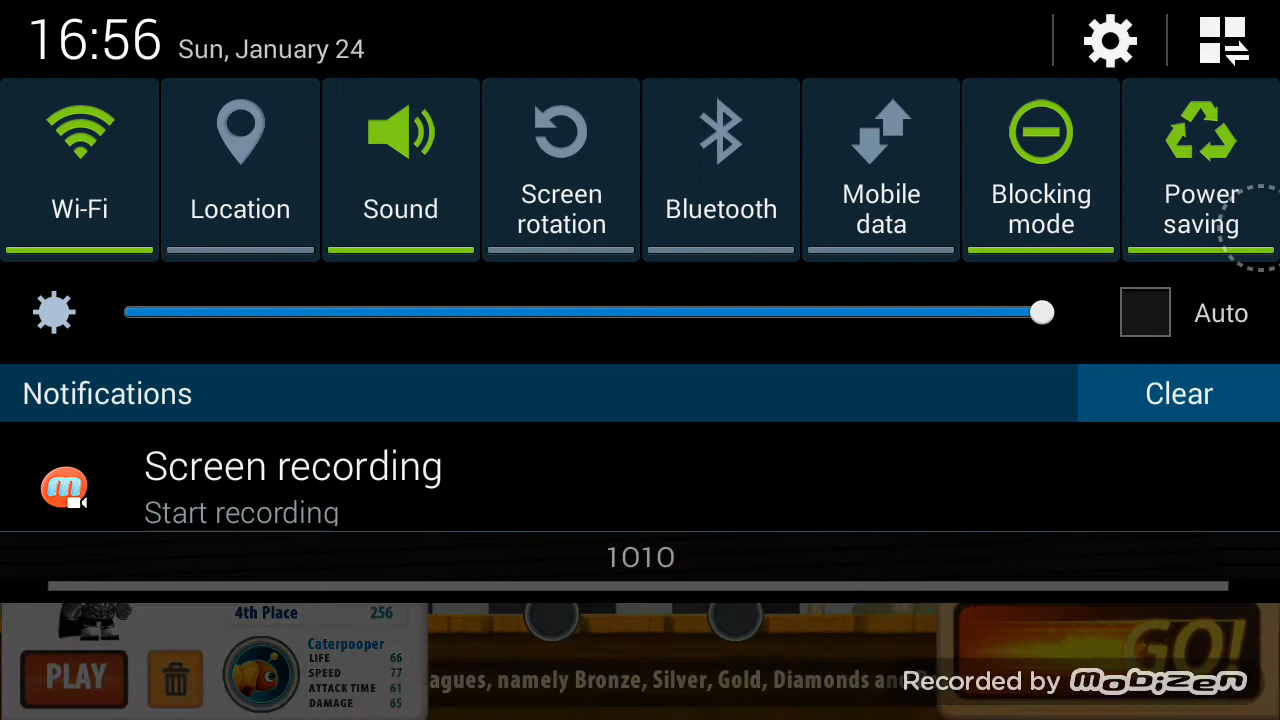 16:56 Sun, January 24
Wi-Fi
Location
Sound
Screen
rotation
Bluetooth
Mobile
data
Blocking
mode
Power
saving
Auto
Notifications
Clear
m
Screen recording
Start recording
1010
4th Place 256
Caterpooper
LIFE 66
SPEED 77
ATTACK TIME 61
DAMAGE 65
PLAY
agues, namely Bronze, Silver, Gold, Diamonds an
GO!
Recorded by mobizen